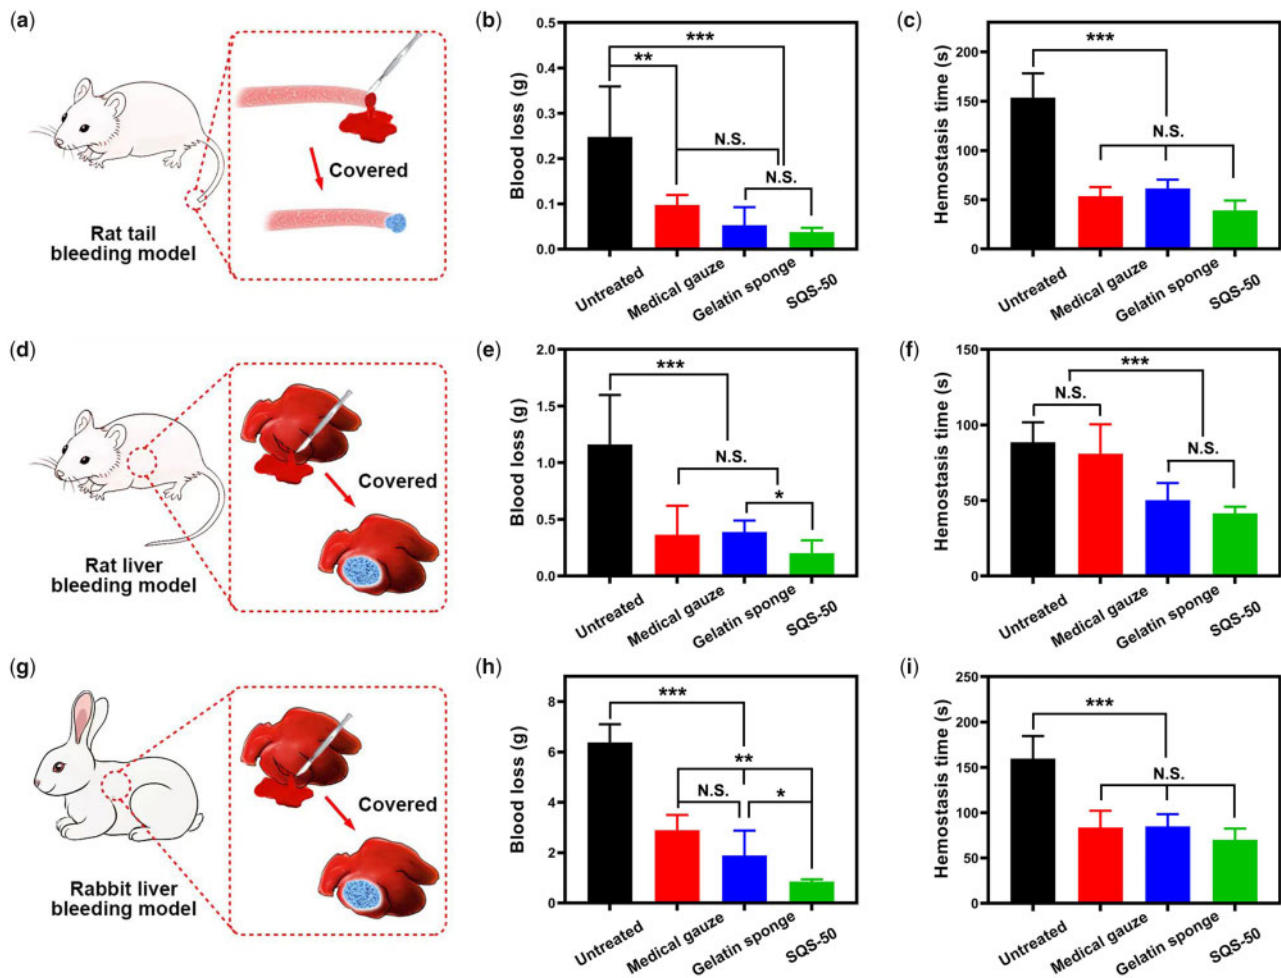 (a)
Covered
Rat tail
bleeding model
(b)
Blood loss (g)
0.5
0.4
0.3
0.2
0.1
0.0
***
**
N.S.
N.S.
Untreated
Medical gauze
Gelatin sponge
SQS-50
(c)
Hemostasis time (s)
200
150
100
50
0
***
N.S.
Untreated
Medical gauze
Gelatin sponge
SQS-50
(d)
Covered
Rat liver
bleeding model
(e)
Blood loss (g)
2.0
1.5
1.0
0.5
0.0
***
N.S.
*
Untreated
Medical gauze
Gelatin sponge
SQS-50
(f)
Hemostasis time (s)
150
100
50
0
***
N.S.
N.S.
Untreated
Medical gauze
Gelatin sponge
SQS-50
(g)
Covered
Rabbit liver
bleeding model
(h)
Blood loss (g)
8
6
4
2
0
***
**
N.S.
*
Untreated
Medical gauze
Gelatin sponge
SQS-50
(i)
Hemostasis time (s)
250
200
150
100
50
0
***
N.S.
Untreated
Medical gauze
Gelatin sponge
SQS-50